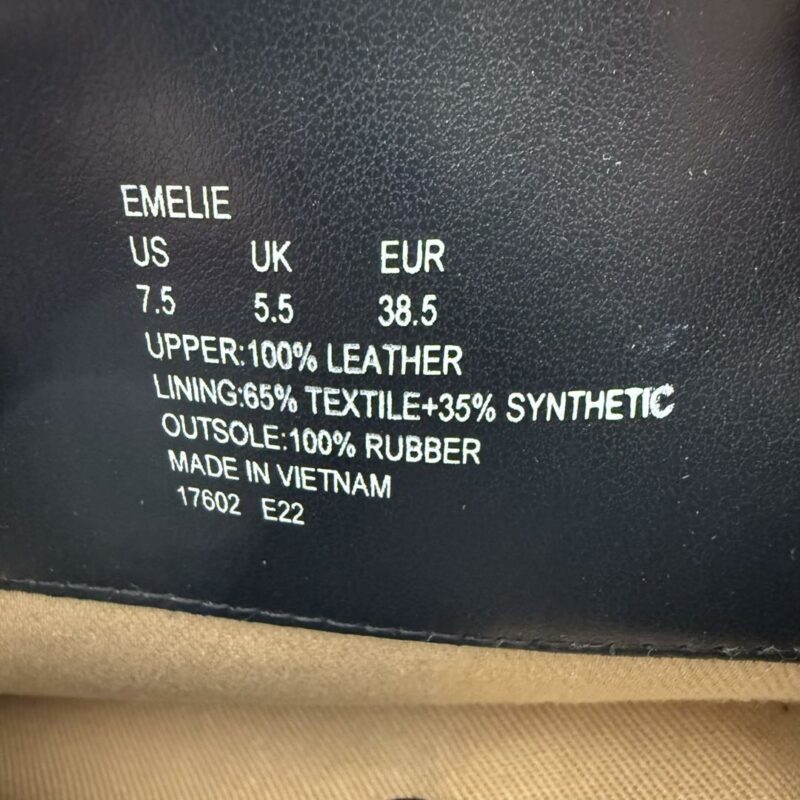 EMELIE
US UK EUR
7.5 5.5 38.5
UPPER:100% LEATHER
LINING:65% TEXTILE+35% SYNTHETIC
OUTSOLE:100% RUBBER
MADE IN VIETNAM
17602 E22